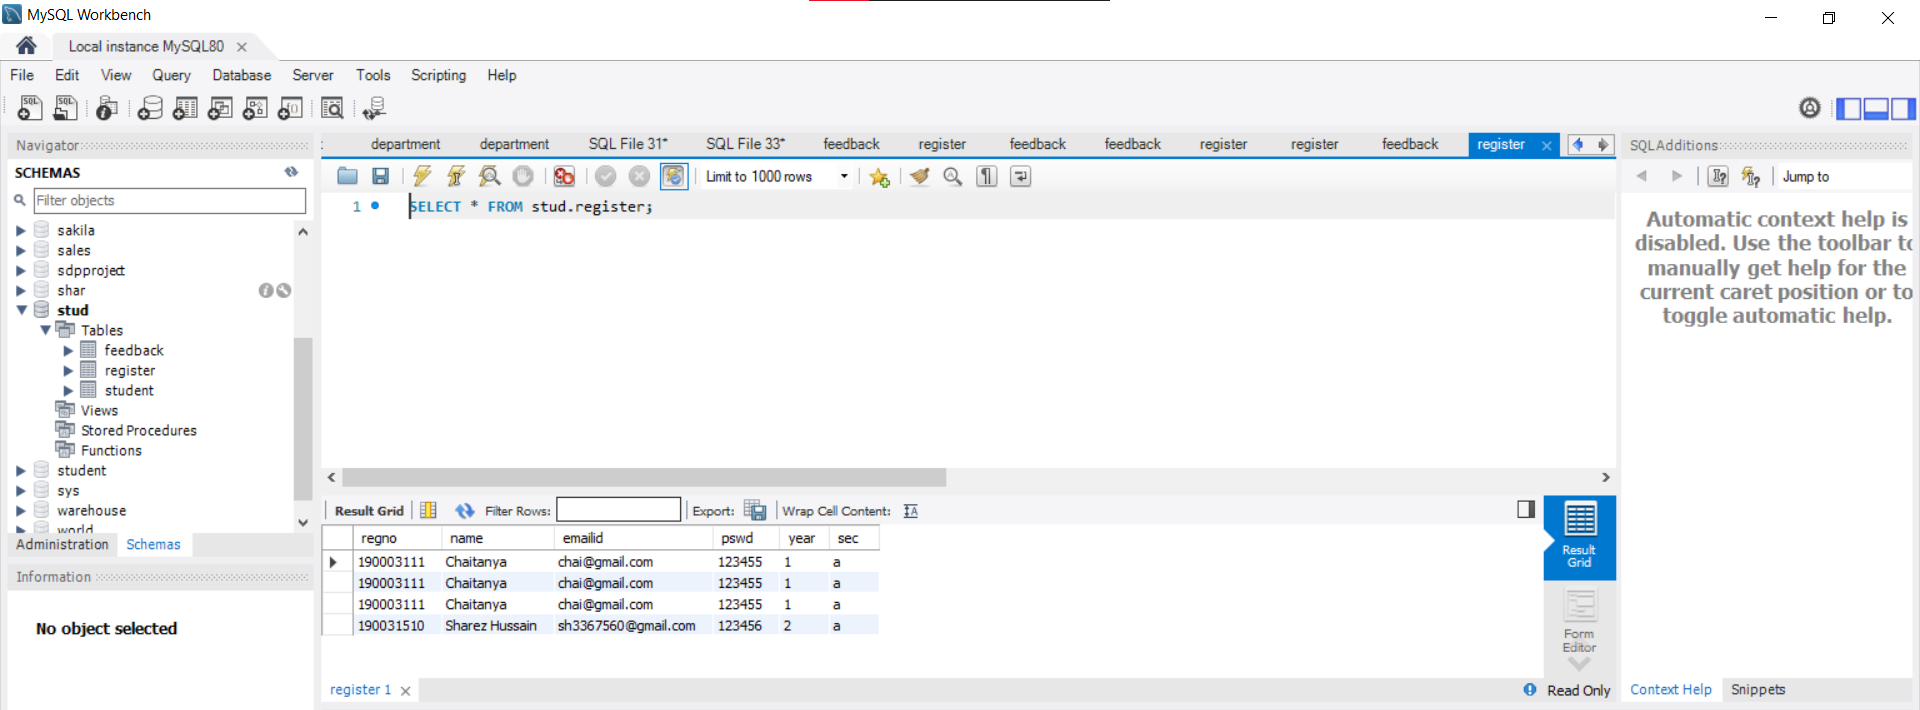 MySQL Workbench
Local instance MySQL80
File Edit View Query Database Server Tools Scripting Help
Navigator
SCHEMAS
Filter objects
sakila
sales
sdpproject
shar
stud
Tables
feedback
register
student
Views
Stored Procedures
Functions
student
sys
warehouse
world
Administration Schemas
Information
No object selected
department department SQL File 31* SQL File 33* feedback register feedback feedback register register feedback register
Limit to 1000 rows
1 SELECT * FROM stud.register;
Result Grid Filter Rows: Export: Wrap Cell Content:
regno name emailid pswd year sec
190003111 Chaitanya chai@gmail.com 123455 1 a
190003111 Chaitanya chai@gmail.com 123455 1 a
190003111 Chaitanya chai@gmail.com 123455 1 a
190031510 Sharez Hussain sh3367560@gmail.com 123456 2 a
Result
Grid
Form
Editor
register 1
Read Only
SQLAdditions
Jump to
Automatic context help is
disabled. Use the toolbar to
manually get help for the
current caret position or to
toggle automatic help.
Context Help Snippets